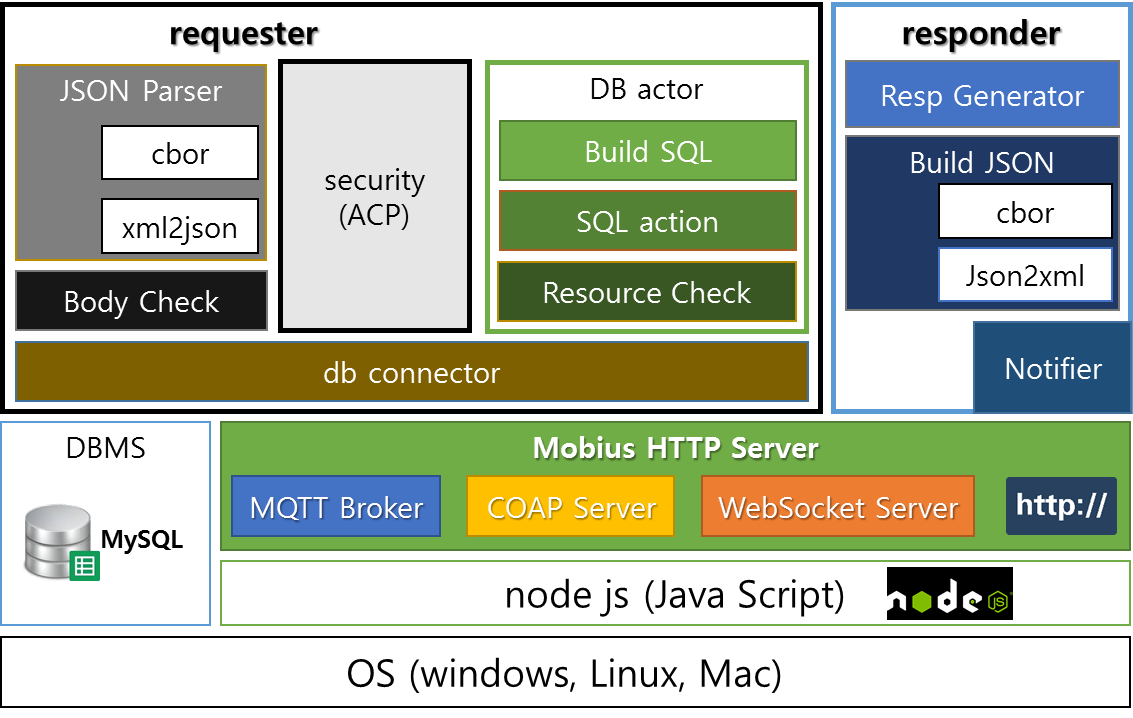 requester
JSON Parser
cbor
xml2json
Body Check
security
(ACP)
DB actor
Build SQL
SQL action
Resource Check
db connector
responder
Resp Generator
Build JSON
cbor
Json2xml
Notifier
DBMS
MySQL
Mobius HTTP Server
MQTT Broker
COAP Server
WebSocket Server
http://
node js (Java Script)
node JS
OS (windows, Linux, Mac)